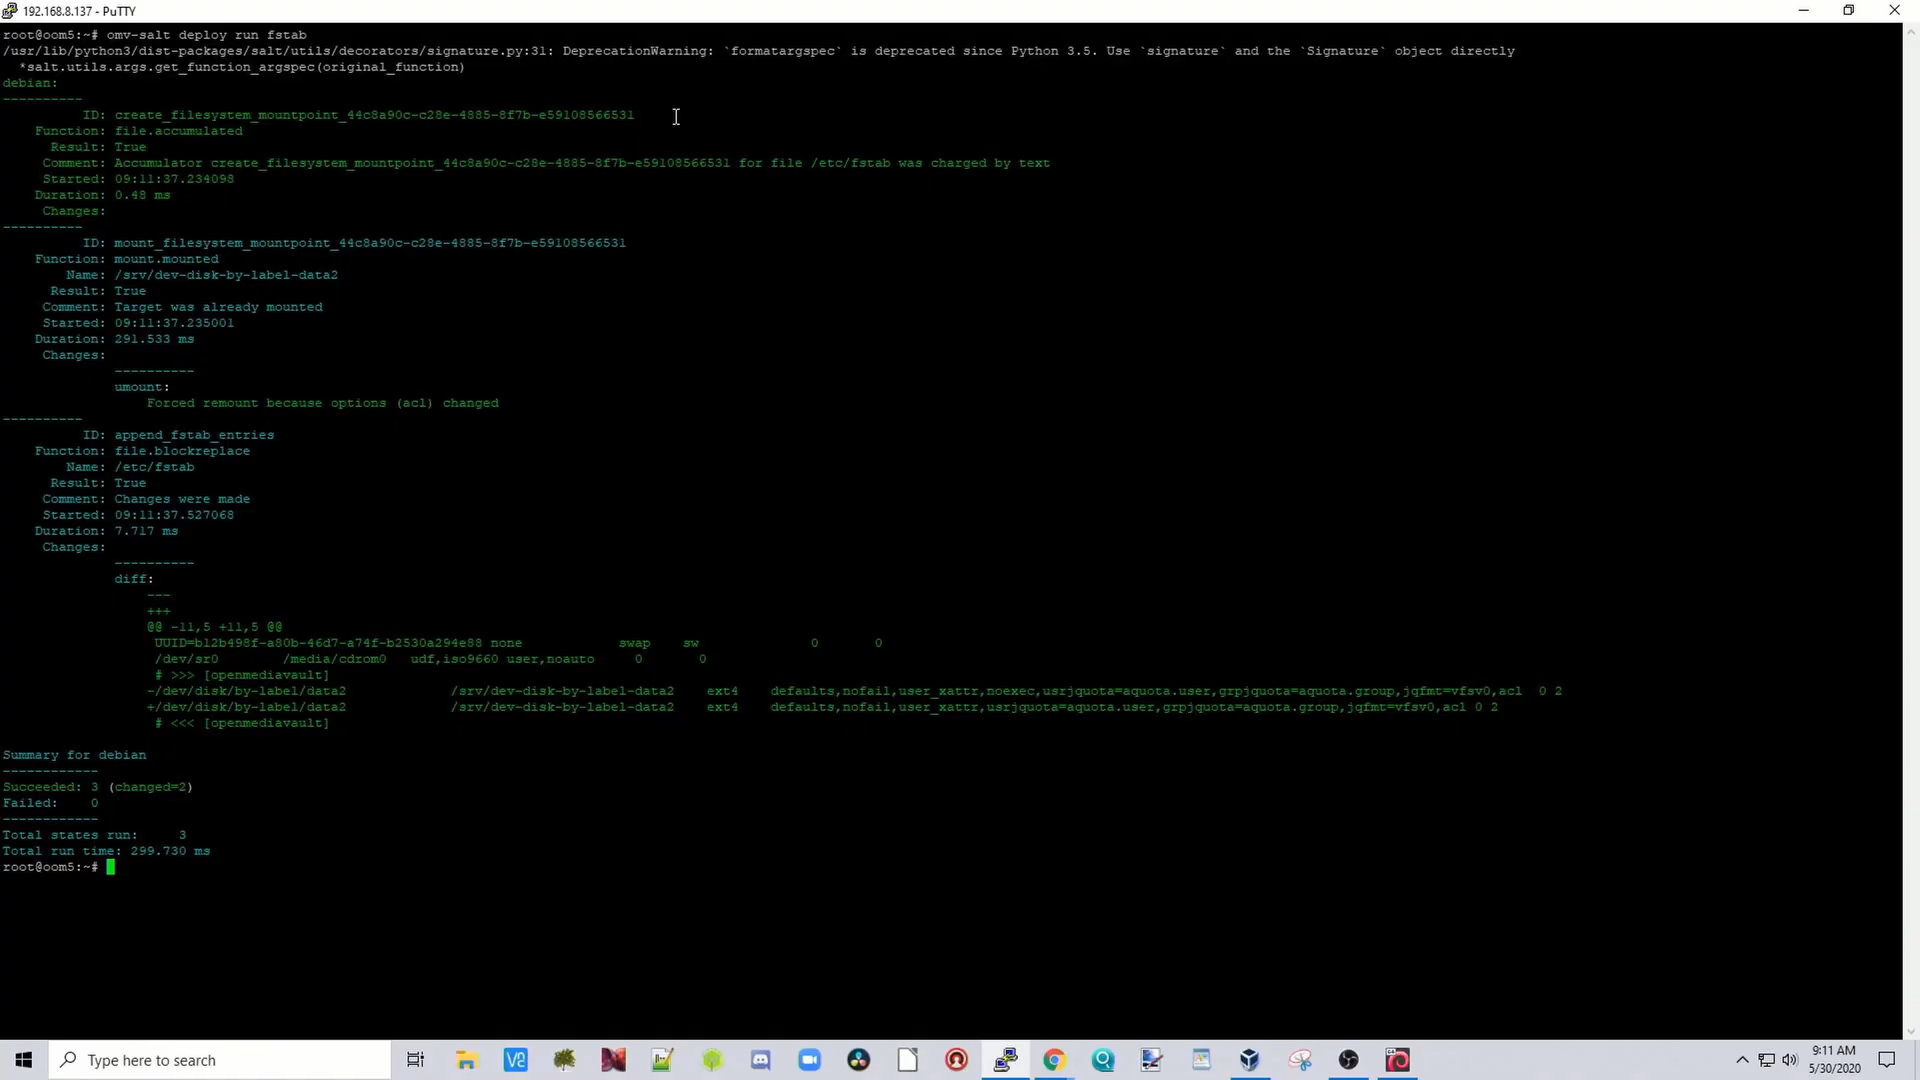 192.168.8.137 - PuTTY
root@oom5:~# omv-salt deploy run fstab
/usr/lib/python3/dist-packages/salt/utils/decorators/signature.py:31: DeprecationWarning: `formatargspec` is deprecated since Python 3.5. Use `signature` and the `Signature` object directly
*salt.utils.args.get_function_argspec(original_function)
debian:
----------
ID: create_filesystem_mountpoint_44c8a90c-c28e-4885-8f7b-e59108566531
Function: file.accumulated
Result: True
Comment: Accumulator create_filesystem_mountpoint_44c8a90c-c28e-4885-8f7b-e59108566531 for file /etc/fstab was charged by text
Started: 09:11:37.234098
Duration: 0.48 ms
Changes:
----------
ID: mount_filesystem_mountpoint_44c8a90c-c28e-4885-8f7b-e59108566531
Function: mount.mounted
Name: /srv/dev-disk-by-label-data2
Result: True
Comment: Target was already mounted
Started: 09:11:37.235001
Duration: 291.533 ms
Changes:
----------
umount:
Forced remount because options (acl) changed
----------
ID: append_fstab_entries
Function: file.blockreplace
Name: /etc/fstab
Result: True
Comment: Changes were made
Started: 09:11:37.527068
Duration: 7.717 ms
Changes:
----------
diff:
---
+++
@@ -11,5 +11,5 @@
UUID=b12b498f-a80b-46d7-a74f-b2530a294e88 none swap sw 0 0
/dev/sr0 /media/cdrom0 udf,iso9660 user,noauto 0 0
# >>> [openmediavault]
-/dev/disk/by-label/data2 /srv/dev-disk-by-label-data2 ext4 defaults,nofail,user_xattr,noexec,usrjquota=aquota.user,grpjquota=aquota.group,jqfmt=vfsv0,acl 0 2
+/dev/disk/by-label/data2 /srv/dev-disk-by-label-data2 ext4 defaults,nofail,user_xattr,usrjquota=aquota.user,grpjquota=aquota.group,jqfmt=vfsv0,acl 0 2
# <<< [openmediavault]
Summary for debian
------------
Succeeded: 3 (changed=2)
Failed: 0
------------
Total states run: 3
Total run time: 299.730 ms
root@oom5:~#
Type here to search
9:11 AM
5/30/2020